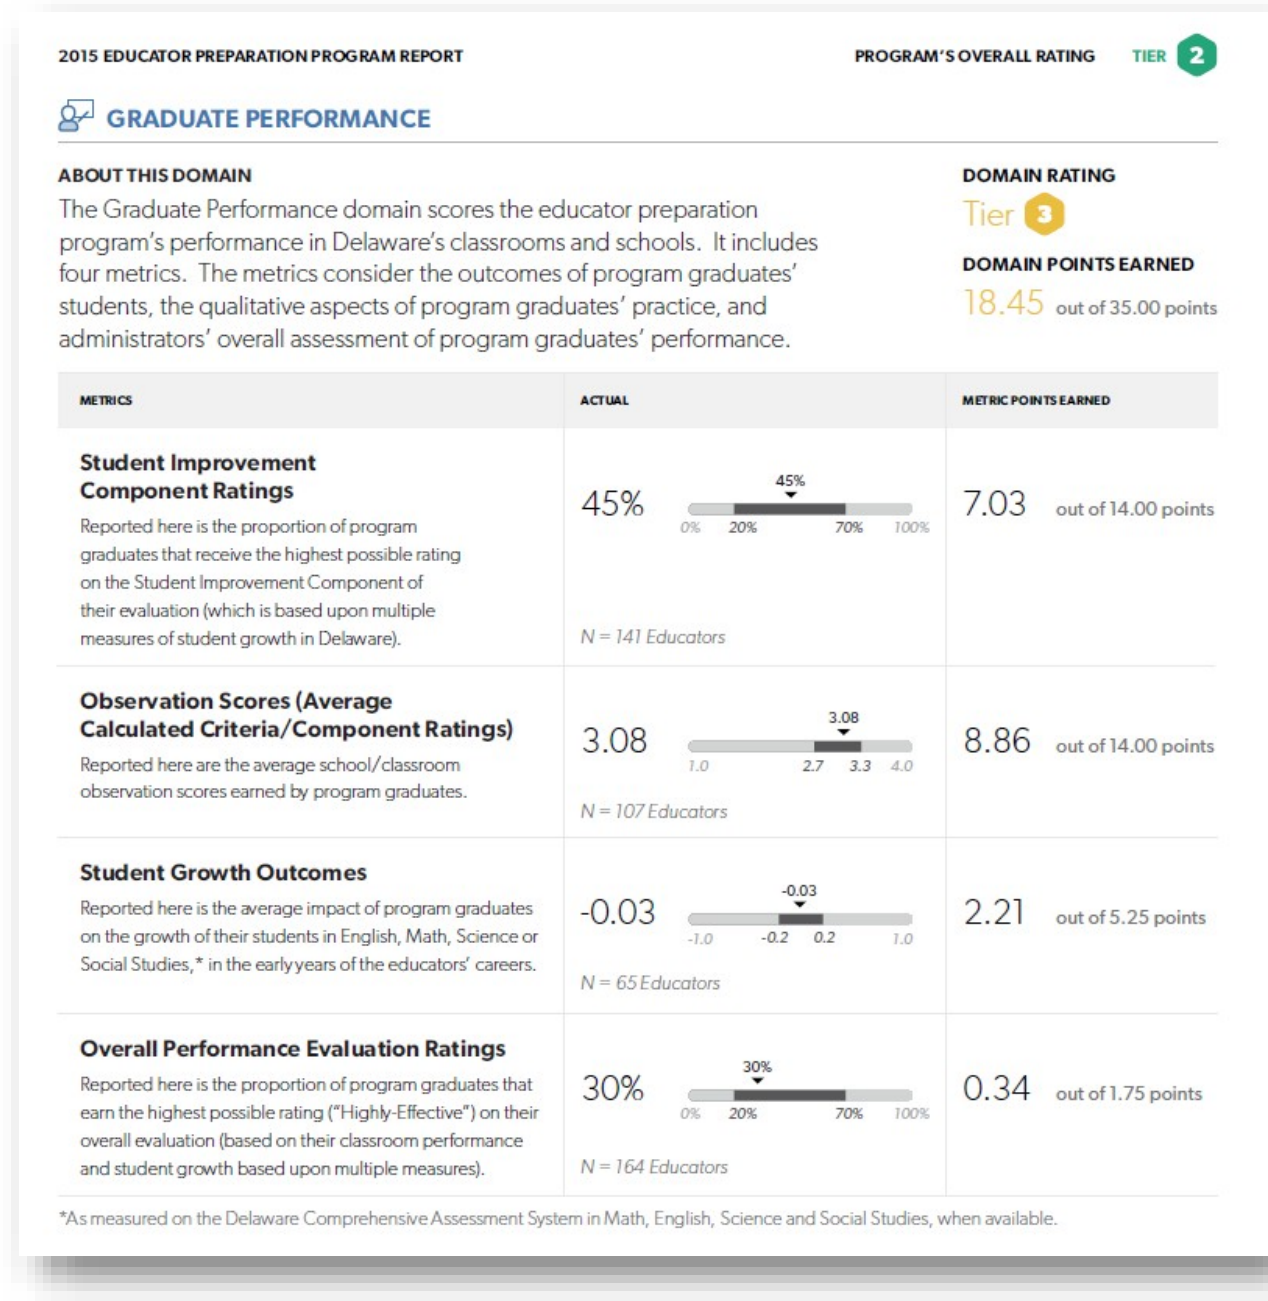 2015 EDUCATOR PREPARATION PROGRAM REPORT
PROGRAM'S OVERALL RATING TIER 2
GRADUATE PERFORMANCE
ABOUT THIS DOMAIN
The Graduate Performance domain scores the educator preparation
program's performance in Delaware's classrooms and schools. It includes
four metrics. The metrics consider the outcomes of program graduates'
students, the qualitative aspects of program graduates' practice, and
administrators' overall assessment of program graduates' performance.
DOMAIN RATING
Tier 3
DOMAIN POINTS EARNED
18.45 out of 35.00 points
METRICS ACTUAL METRIC POINTS EARNED
Student Improvement
Component Ratings
Reported here is the proportion of program
graduates that receive the highest possible rating
on the Student Improvement Component of
their evaluation (which is based upon multiple
measures of student growth in Delaware).
45%
45%
0% 20% 70% 100%
N = 141 Educators
7.03 out of 14.00 points
Observation Scores (Average
Calculated Criteria/Component Ratings)
Reported here are the average school/classroom
observation scores earned by program graduates.
3.08
3.08
1.0 2.7 3.3 4.0
N = 107 Educators
8.86 out of 14.00 points
Student Growth Outcomes
Reported here is the average impact of program graduates
on the growth of their students in English, Math, Science or
Social Studies,* in the early years of the educators' careers.
-0.03
-0.03
-1.0 -0.2 0.2 1.0
N = 65 Educators
2.21 out of 5.25 points
Overall Performance Evaluation Ratings
Reported here is the proportion of program graduates that
earn the highest possible rating ("Highly-Effective") on their
overall evaluation (based on their classroom performance
and student growth based upon multiple measures).
30%
30%
0% 20% 70% 100%
N = 164 Educators
0.34 out of 1.75 points
*As measured on the Delaware Comprehensive Assessment System in Math, English, Science and Social Studies, when available.